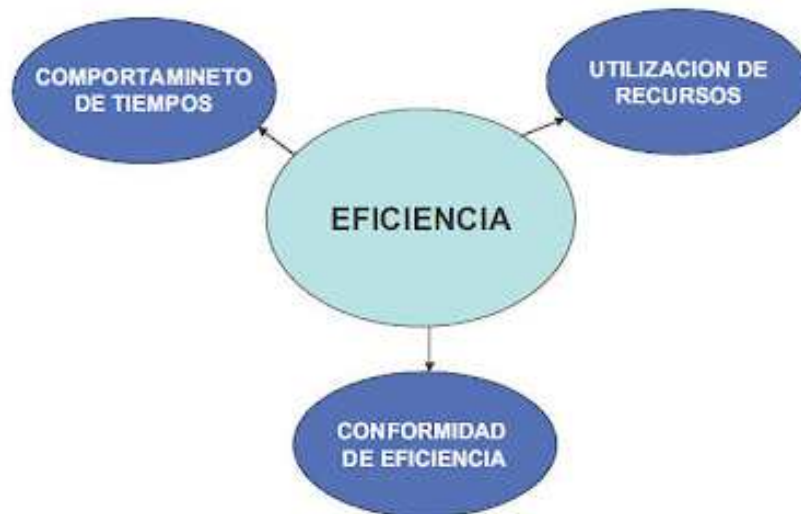 COMPORTAMINETO
DE TIEMPOS
UTILIZACION DE
RECURSOS
EFICIENCIA
CONFORMIDAD
DE EFICIENCIA